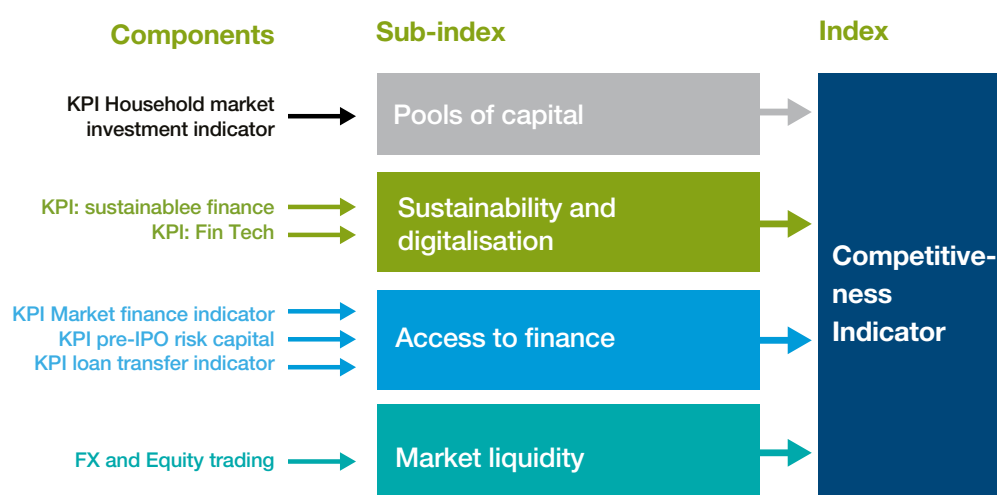 Components
Sub-index
Index
KPI Household market
investment indicator
Pools of capital
KPI: sustainablee finance
KPI: Fin Tech
Sustainability and
digitalisation
KPI Market finance indicator
KPI pre-IPO risk capital
KPI loan transfer indicator
Access to finance
FX and Equity trading
Market liquidity
Competitive-
ness
Indicator